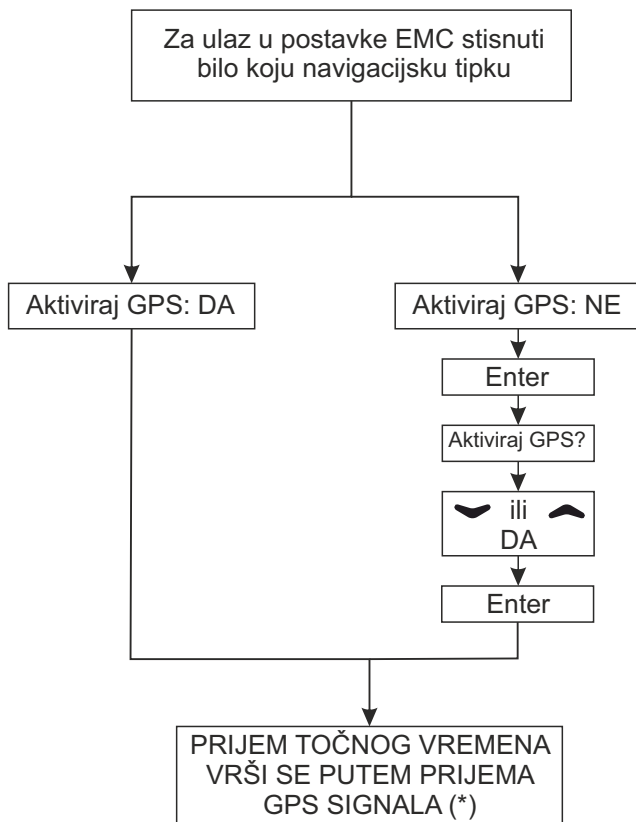 Za ulaz u postavke EMC stisnuti
bilo koju navigacijsku tipku
Aktiviraj GPS: DA
Aktiviraj GPS: NE
Enter
Aktiviraj GPS?
ili
DA
Enter
PRIJEM TOČNOG VREMENA
VRŠI SE PUTEM PRIJEMA
GPS SIGNALA (*)